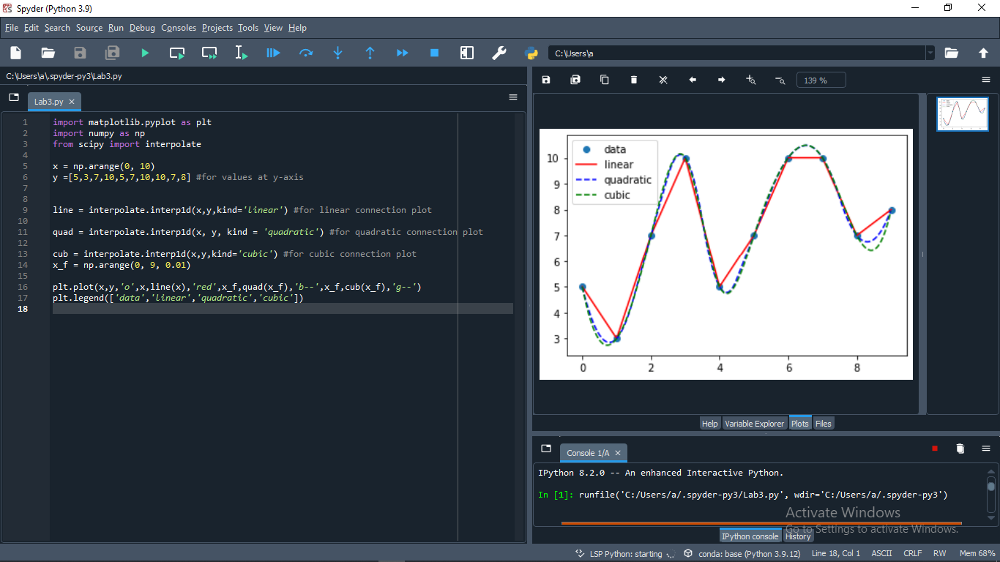 Spyder (Python 3.9)
File Edit Search Source Run Debug Consoles Projects Tools View Help
C:\Users\a
C:\Users\a\.spyder-py3\Lab3.py
Lab3.py
1 import matplotlib.pyplot as plt
2 import numpy as np
3 from scipy import interpolate
4
5 x = np.arange(0, 10)
6 y =[5,3,7,10,5,7,10,10,7,8] #for values at y-axis
7
8
9 line = interpolate.interp1d(x,y,kind='linear') #for linear connection plot
10
11 quad = interpolate.interp1d(x, y, kind = 'quadratic') #for quadratic connection plot
12
13 cub = interpolate.interp1d(x,y,kind='cubic') #for cubic connection plot
14 x_f = np.arange(0, 9, 0.01)
15
16 plt.plot(x,y,'o',x,line(x),'red',x_f,quad(x_f),'b--',x_f,cub(x_f),'g--')
17 plt.legend(['data','linear','quadratic','cubic'])
18
139 %
data
linear
quadratic
cubic
10
9
8
7
6
5
4
3
0 2 4 6 8
Help Variable Explorer Plots Files
Console 1/A
IPython 8.2.0 -- An enhanced Interactive Python.
In [1]: runfile('C:/Users/a/.spyder-py3/Lab3.py', wdir='C:/Users/a/.spyder-py3')
Activate Windows
Go to Settings to activate Windows.
IPython console History
LSP Python: starting conda: base (Python 3.9.12) Line 18, Col 1 ASCII CRLF RW Mem 68%